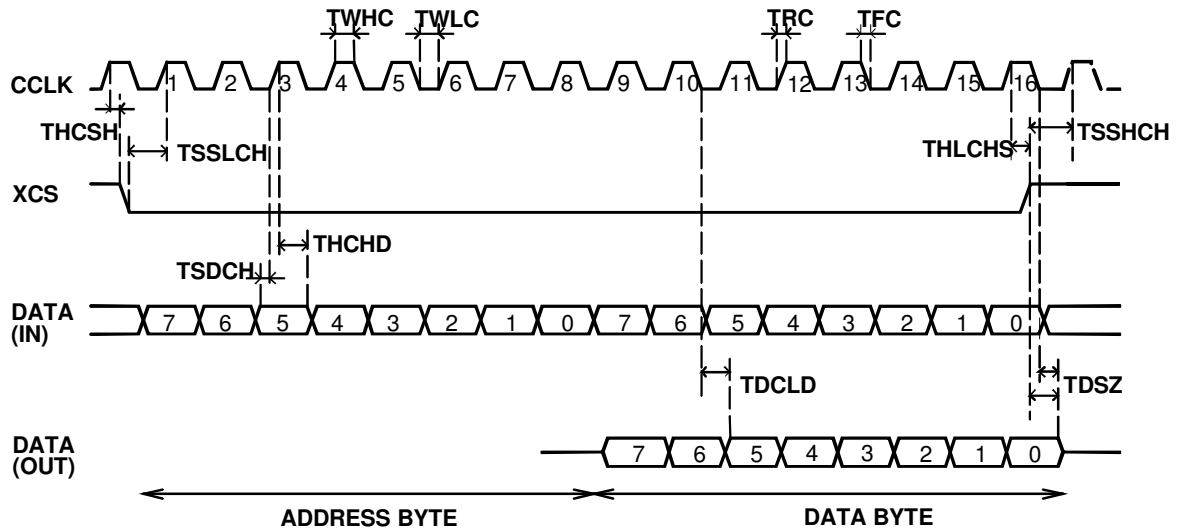 TWHC TWLC TRC TFC
CCLK 1 2 3 4 5 6 7 8 9 10 11 12 13 14 15 16
THCSH TSSLCH THLCHS TSSHCH
XCS
THCHD
TSDCH
DATA
(IN) 7 6 5 4 3 2 1 0 7 6 5 4 3 2 1 0
TDCLD TDSZ
DATA
(OUT) 7 6 5 4 3 2 1 0
ADDRESS BYTE DATA BYTE